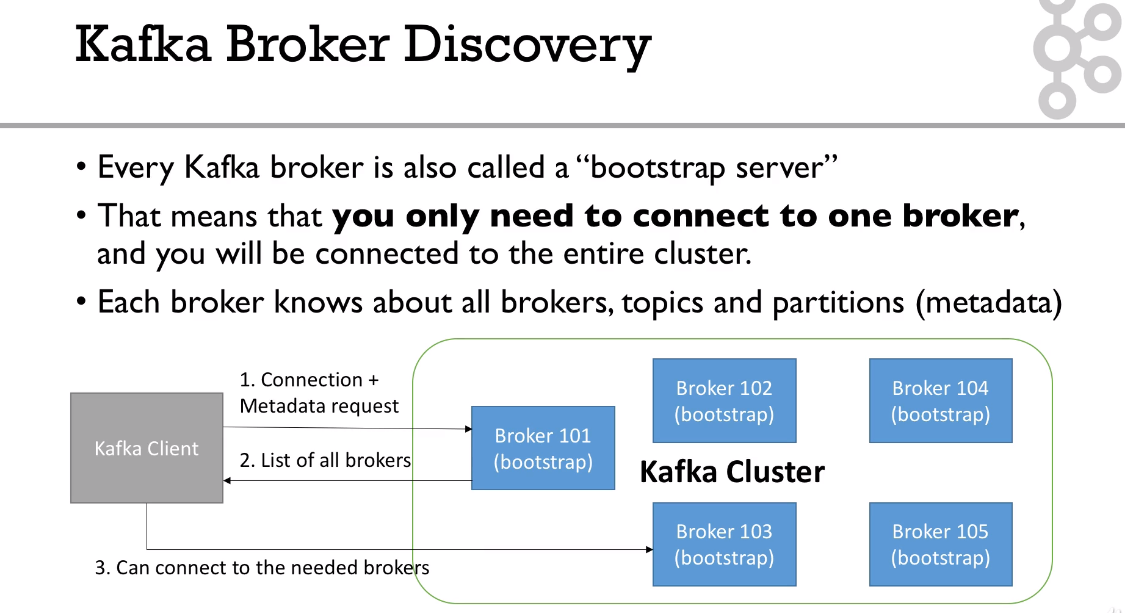 Kafka Broker Discovery
• Every Kafka broker is also called a “bootstrap server”
• That means that you only need to connect to one broker,
and you will be connected to the entire cluster.
• Each broker knows about all brokers, topics and partitions (metadata)
Kafka Client
1. Connection +
Metadata request
2. List of all brokers
3. Can connect to the needed brokers
Broker 101
(bootstrap)
Broker 102
(bootstrap)
Broker 104
(bootstrap)
Kafka Cluster
Broker 103
(bootstrap)
Broker 105
(bootstrap)